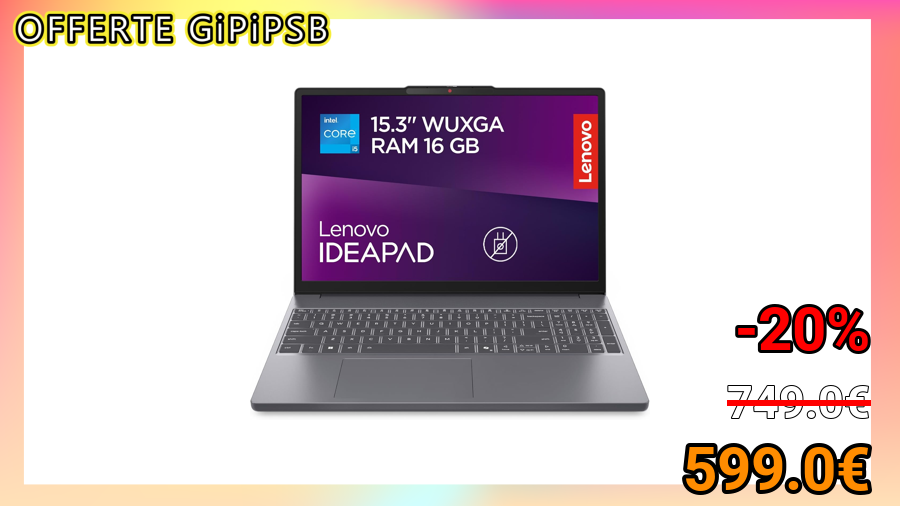 OFFERTE GiPiPSB
intel
CORE
i5
15.3" WUXGA
RAM 16 GB
Lenovo
Lenovo
IDEAPAD
-20%
749.0€
599.0€